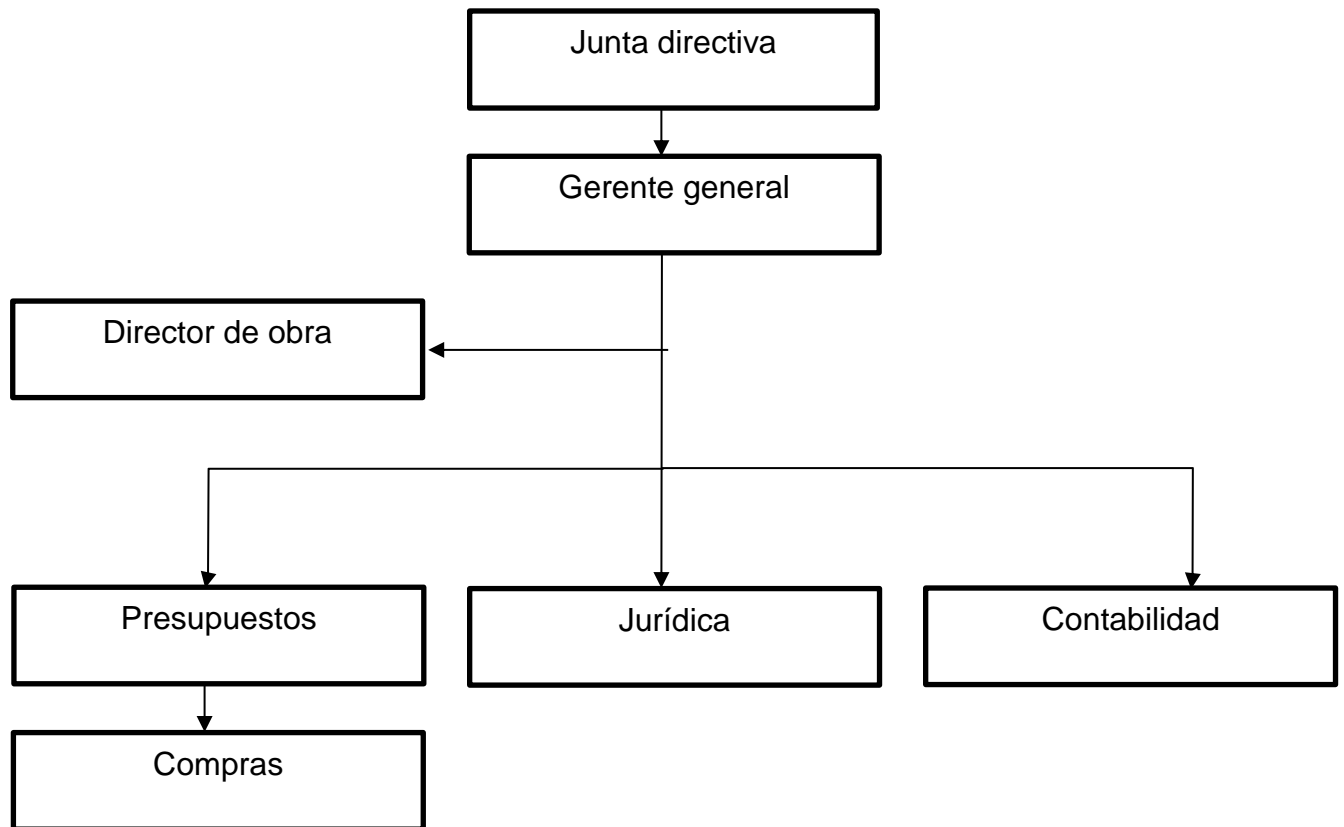 Junta directiva
Gerente general
Director de obra
Presupuestos
Jurídica
Contabilidad
Compras